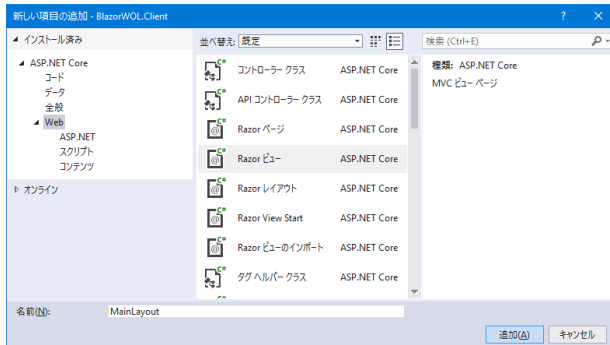 新しい項目の追加 - BlazorWOL.Client
インストール済み
ASP.NET Core
コード
データ
全般
Web
ASP.NET
スクリプト
コンテンツ
オンライン
並べ替え: 既定
コントローラー クラス ASP.NET Core
API コントローラー クラス ASP.NET Core
Razor ページ ASP.NET Core
Razor ビュー ASP.NET Core
Razor レイアウト ASP.NET Core
Razor View Start ASP.NET Core
Razor ビューのインポート ASP.NET Core
タグ ヘルパー クラス ASP.NET Core
検索 (Ctrl+E)
種類: ASP.NET Core
MVC ビュー ページ
名前(N): MainLayout
追加(A) キャンセル